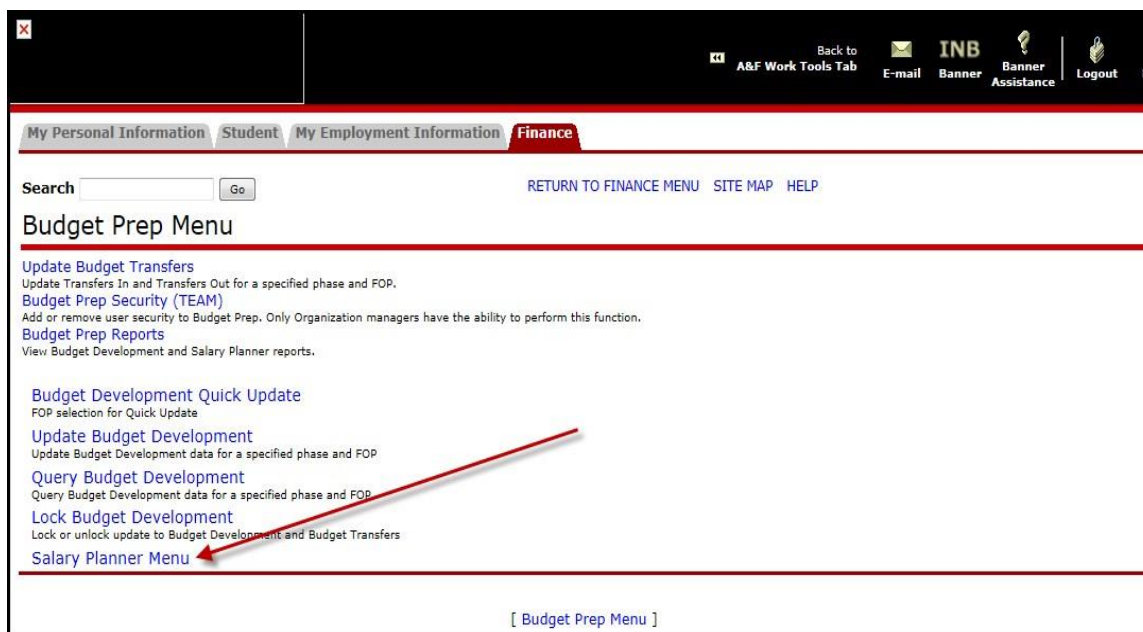 Back to
A&F Work Tools Tab
E-mail
INB
Banner
Banner
Assistance
Logout
My Personal Information
Student
My Employment Information
Finance
Search
Go
RETURN TO FINANCE MENU SITE MAP HELP
Budget Prep Menu
Update Budget Transfers
Update Transfers In and Transfers Out for a specified phase and FOP.
Budget Prep Security (TEAM)
Add or remove user security to Budget Prep. Only Organization managers have the ability to perform this function.
Budget Prep Reports
View Budget Development and Salary Planner reports.
Budget Development Quick Update
FOP selection for Quick Update
Update Budget Development
Update Budget Development data for a specified phase and FOP
Query Budget Development
Query Budget Development data for a specified phase and FOP
Lock Budget Development
Lock or unlock update to Budget Development and Budget Transfers
Salary Planner Menu
[ Budget Prep Menu ]